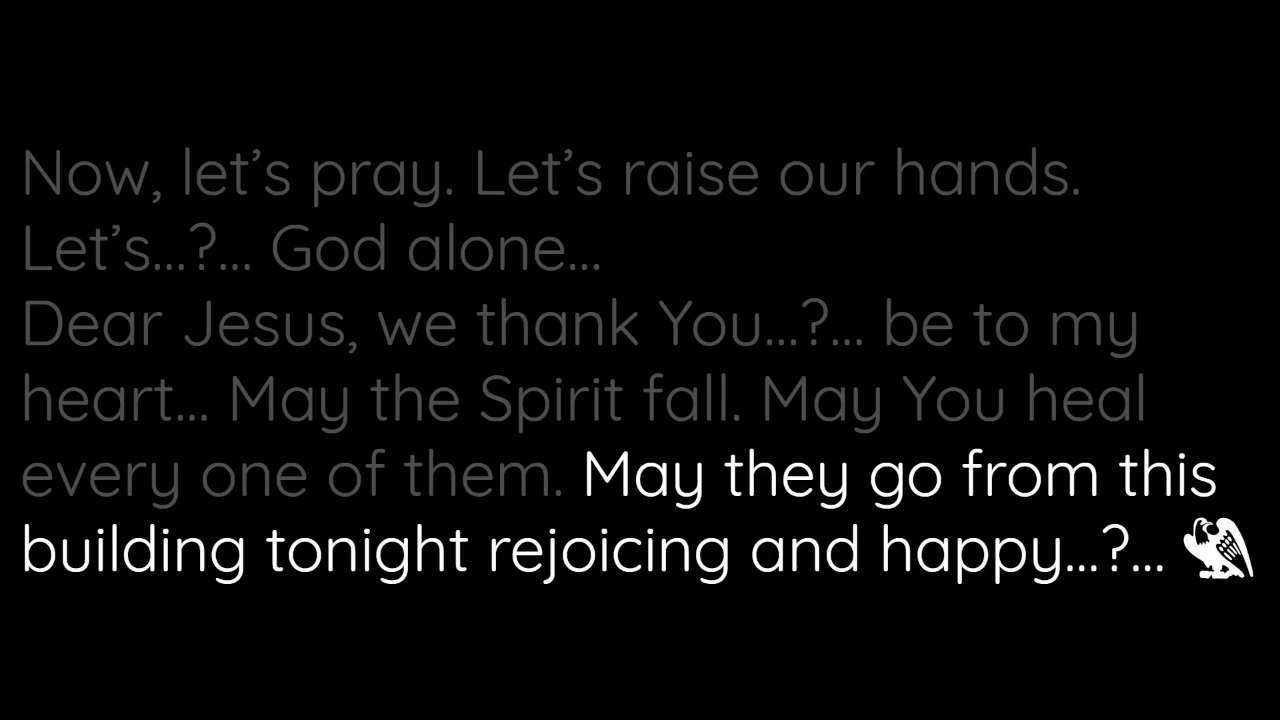 Now, let’s pray. Let’s raise our hands.
Let’s...?... God alone...
Dear Jesus, we thank You...?... be to my
heart... May the Spirit fall. May You heal
every one of them. May they go from this
building tonight rejoicing and happy...?...